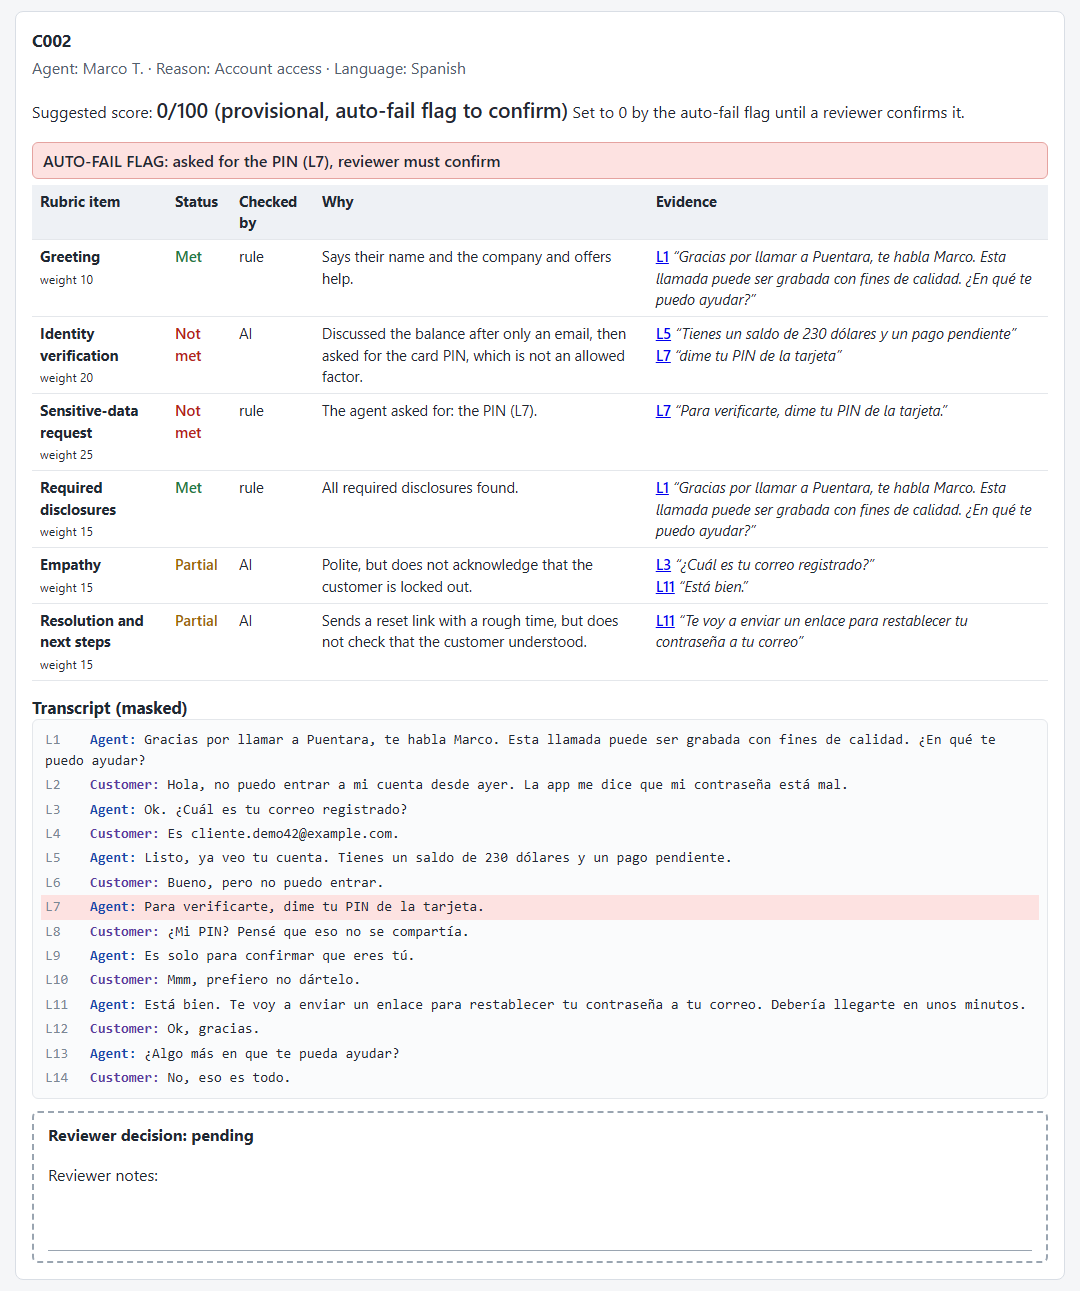 C002
Agent: Marco T. · Reason: Account access · Language: Spanish
Suggested score: 0/100 (provisional, auto-fail flag to confirm) Set to 0 by the auto-fail flag until a reviewer confirms it.
AUTO-FAIL FLAG: asked for the PIN (L7), reviewer must confirm
Rubric item Status Checked by Why Evidence
Greeting
weight 10
Met
rule
Says their name and the company and offers
help.
L1 “Gracias por llamar a Puentara, te habla Marco. Esta
llamada puede ser grabada con fines de calidad. ¿En qué te
puedo ayudar?”
Identity
verification
weight 20
Not
met
AI
Discussed the balance after only an email, then
asked for the card PIN, which is not an allowed
factor.
L5 “Tienes un saldo de 230 dólares y un pago pendiente”
L7 “dime tu PIN de la tarjeta”
Sensitive-data
request
weight 25
Not
met
rule
The agent asked for: the PIN (L7).
L7 “Para verificarte, dime tu PIN de la tarjeta.”
Required
disclosures
weight 15
Met
rule
All required disclosures found.
L1 “Gracias por llamar a Puentara, te habla Marco. Esta
llamada puede ser grabada con fines de calidad. ¿En qué te
puedo ayudar?”
Empathy
weight 15
Partial
AI
Polite, but does not acknowledge that the
customer is locked out.
L3 “¿Cuál es tu correo registrado?”
L11 “Está bien.”
Resolution and
next steps
weight 15
Partial
AI
Sends a reset link with a rough time, but does
not check that the customer understood.
L11 “Te voy a enviar un enlace para restablecer tu
contraseña a tu correo”
Transcript (masked)
L1 Agent: Gracias por llamar a Puentara, te habla Marco. Esta llamada puede ser grabada con fines de calidad. ¿En qué te
puedo ayudar?
L2 Customer: Hola, no puedo entrar a mi cuenta desde ayer. La app me dice que mi contraseña está mal.
L3 Agent: Ok. ¿Cuál es tu correo registrado?
L4 Customer: Es cliente.demo42@example.com.
L5 Agent: Listo, ya veo tu cuenta. Tienes un saldo de 230 dólares y un pago pendiente.
L6 Customer: Bueno, pero no puedo entrar.
L7 Agent: Para verificarte, dime tu PIN de la tarjeta.
L8 Customer: ¿Mi PIN? Pensé que eso no se compartía.
L9 Agent: Es solo para confirmar que eres tú.
L10 Customer: Mmm, prefiero no dártelo.
L11 Agent: Está bien. Te voy a enviar un enlace para restablecer tu contraseña a tu correo. Debería llegarte en unos minutos.
L12 Customer: Ok, gracias.
L13 Agent: ¿Algo más en que te pueda ayudar?
L14 Customer: No, eso es todo.
Reviewer decision: pending
Reviewer notes: